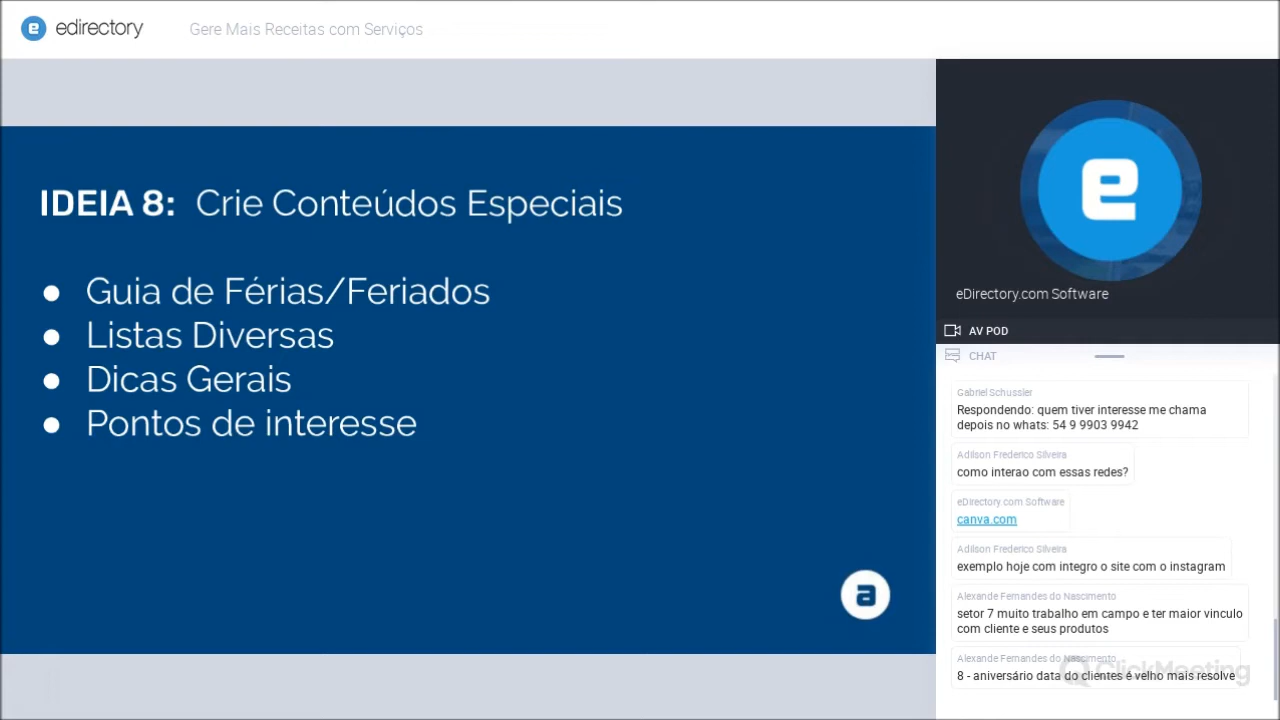 e edirectory
Gere Mais Receitas com Serviços
IDEIA 8: Crie Conteúdos Especiais
● Guia de Férias/Feriados
● Listas Diversas
● Dicas Gerais
● Pontos de interesse
a
e
eDirectory.com Software
AV POD
CHAT
Gabriel Schussler
Respondendo: quem tiver interesse me chama
depois no whats: 54 9 9903 9942
Adilson Frederico Silveira
como interao com essas redes?
eDirectory.com Software
canva.com
Adilson Frederico Silveira
exemplo hoje com integro o site com o instagram
Alexande Fernandes do Nascimento
setor 7 muito trabalho em campo e ter maior vinculo
com cliente e seus produtos
Alexande Fernandes do Nascimento
8 - aniversário data do clientes é velho mais resolve
ClickMeeting